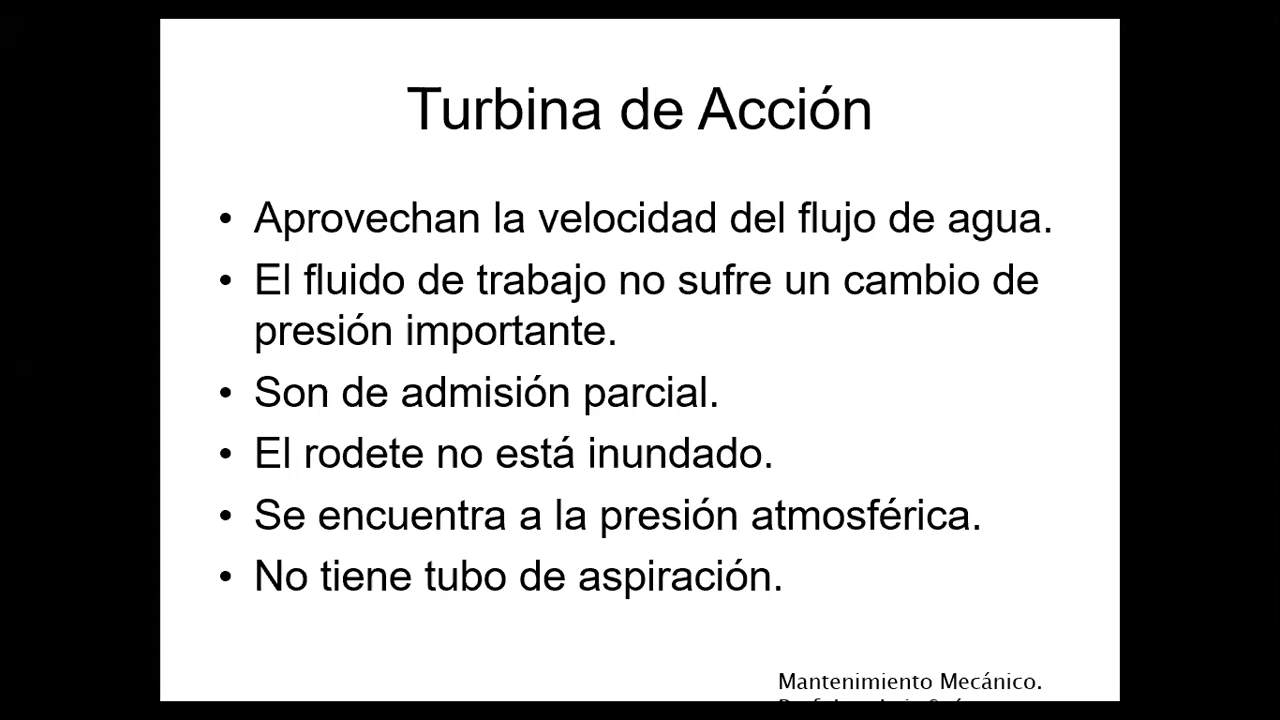 Turbina de Acción
• Aprovechan la velocidad del flujo de agua.
• El fluido de trabajo no sufre un cambio de
presión importante.
• Son de admisión parcial.
• El rodete no está inundado.
• Se encuentra a la presión atmosférica.
• No tiene tubo de aspiración.
Mantenimiento Mecánico.